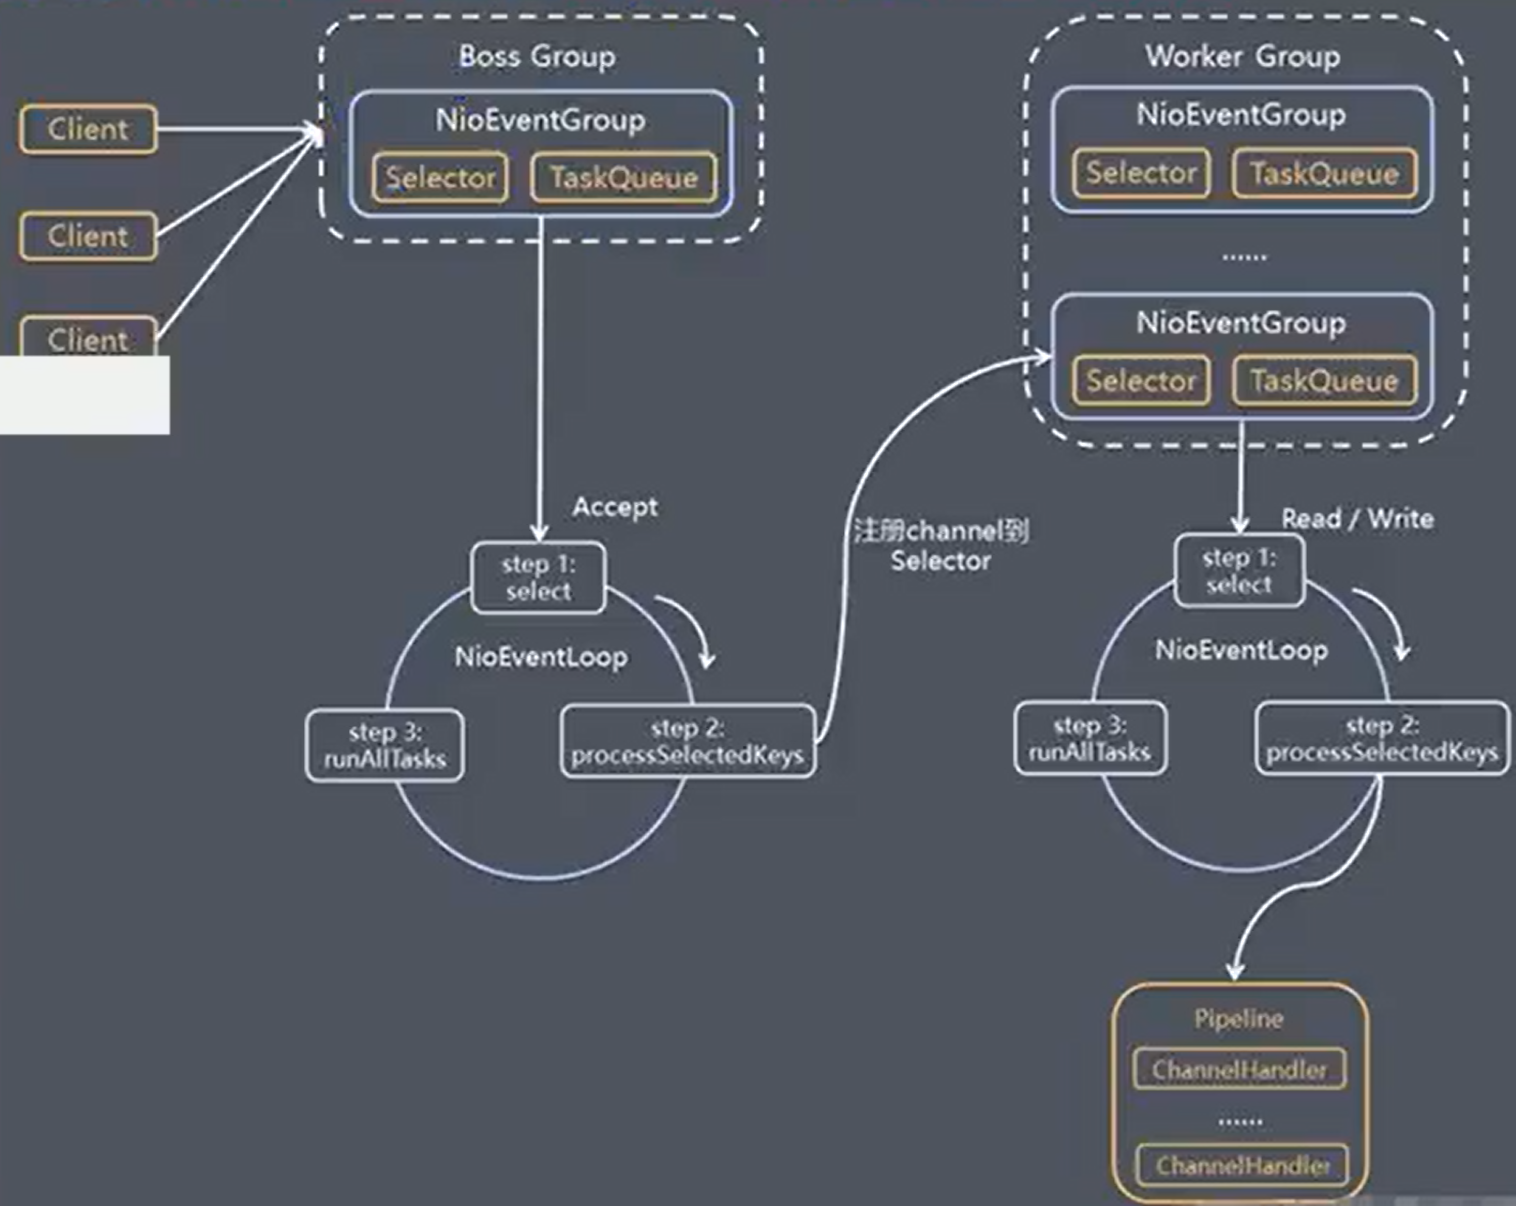 Client
Client
Client
Boss Group
NioEventGroup
Selector
TaskQueue
Accept
step 1:
select
NioEventLoop
step 2:
processSelectedKeys
step 3:
runAllTasks
注册channel到
Selector
Worker Group
NioEventGroup
Selector
TaskQueue
......
NioEventGroup
Selector
TaskQueue
Read / Write
step 1:
select
NioEventLoop
step 2:
processSelectedKeys
step 3:
runAllTasks
Pipeline
ChannelHandler
......
ChannelHandler